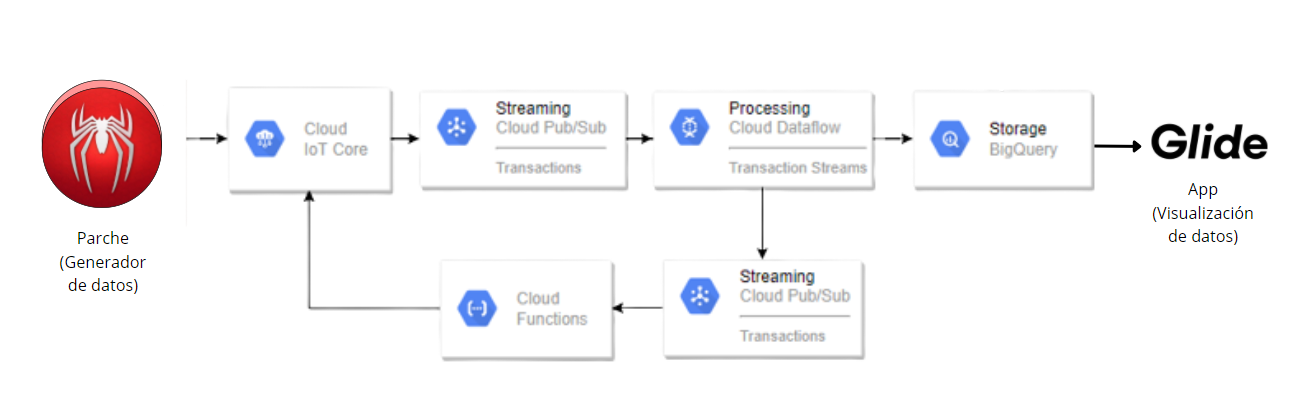 Parche
(Generador
de datos)
Cloud
IoT Core
Streaming
Cloud Pub/Sub
Transactions
Processing
Cloud Dataflow
Transaction Streams
Storage
BigQuery
Glide
App
(Visualización
de datos)
Cloud
Functions
Streaming
Cloud Pub/Sub
Transactions